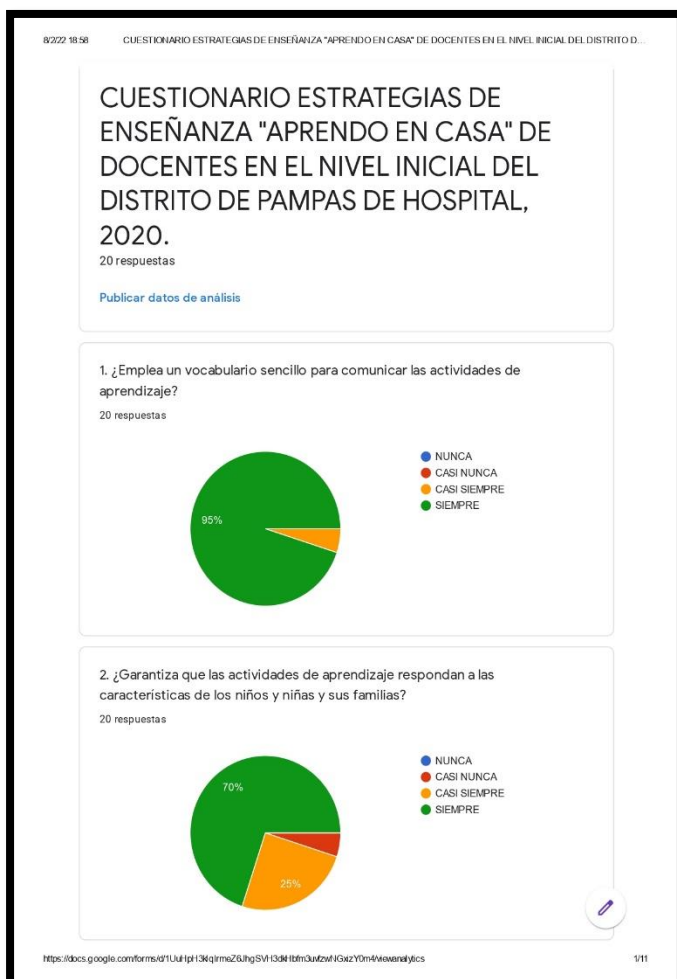 8/2/22 18:58 CUESTIONARIO ESTRATEGIAS DE ENSEÑANZA "APRENDO EN CASA" DE DOCENTES EN EL NIVEL INICIAL DEL DISTRITO D...
CUESTIONARIO ESTRATEGIAS DE
ENSEÑANZA "APRENDO EN CASA" DE
DOCENTES EN EL NIVEL INICIAL DEL
DISTRITO DE PAMPAS DE HOSPITAL,
2020.
20 respuestas
Publicar datos de análisis
1. ¿Emplea un vocabulario sencillo para comunicar las actividades de
aprendizaje?
20 respuestas
NUNCA
CASI NUNCA
CASI SIEMPRE
SIEMPRE
95%
2. ¿Garantiza que las actividades de aprendizaje respondan a las
características de los niños y niñas y sus familias?
20 respuestas
NUNCA
CASI NUNCA
CASI SIEMPRE
SIEMPRE
70%
25%
1/11